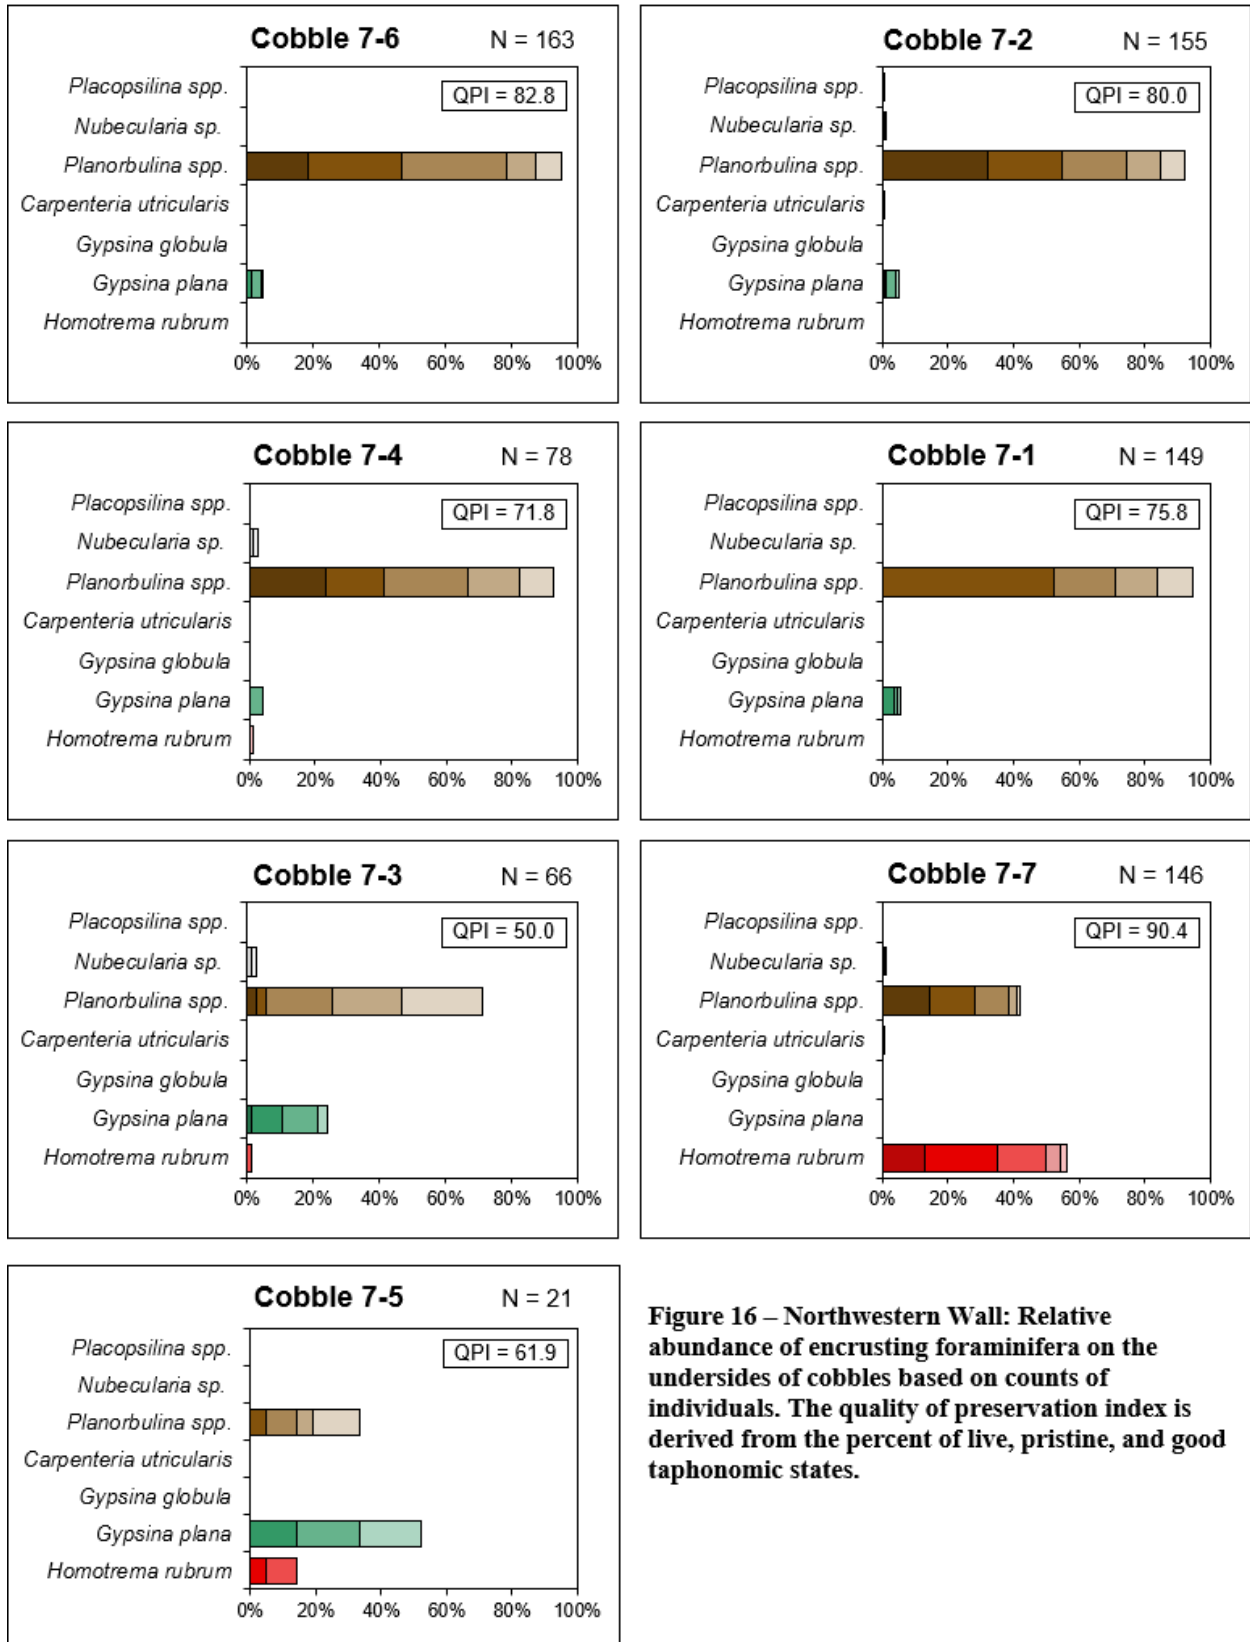 Cobble 7-6 N = 163
QPI = 82.8
Placopsilina spp.
Nubecularia sp.
Planorbulina spp.
Carpenteria utricularis
Gypsina globula
Gypsina plana
Homotrema rubrum
0% 20% 40% 60% 80% 100%
Cobble 7-2 N = 155
QPI = 80.0
Placopsilina spp.
Nubecularia sp.
Planorbulina spp.
Carpenteria utricularis
Gypsina globula
Gypsina plana
Homotrema rubrum
0% 20% 40% 60% 80% 100%
Cobble 7-4 N = 78
QPI = 71.8
Placopsilina spp.
Nubecularia sp.
Planorbulina spp.
Carpenteria utricularis
Gypsina globula
Gypsina plana
Homotrema rubrum
0% 20% 40% 60% 80% 100%
Cobble 7-1 N = 149
QPI = 75.8
Placopsilina spp.
Nubecularia sp.
Planorbulina spp.
Carpenteria utricularis
Gypsina globula
Gypsina plana
Homotrema rubrum
0% 20% 40% 60% 80% 100%
Cobble 7-3 N = 66
QPI = 50.0
Placopsilina spp.
Nubecularia sp.
Planorbulina spp.
Carpenteria utricularis
Gypsina globula
Gypsina plana
Homotrema rubrum
0% 20% 40% 60% 80% 100%
Cobble 7-7 N = 146
QPI = 90.4
Placopsilina spp.
Nubecularia sp.
Planorbulina spp.
Carpenteria utricularis
Gypsina globula
Gypsina plana
Homotrema rubrum
0% 20% 40% 60% 80% 100%
Cobble 7-5 N = 21
QPI = 61.9
Placopsilina spp.
Nubecularia sp.
Planorbulina spp.
Carpenteria utricularis
Gypsina globula
Gypsina plana
Homotrema rubrum
0% 20% 40% 60% 80% 100%
Figure 16 – Northwestern Wall: Relative
abundance of encrusting foraminifera on the
undersides of cobbles based on counts of
individuals. The quality of preservation index is
derived from the percent of live, pristine, and good
taphonomic states.